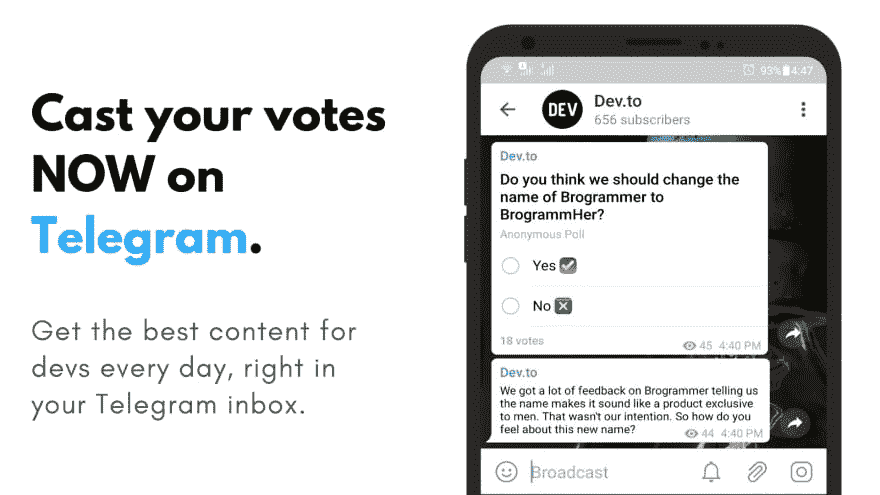 Cast your votes
NOW on
Telegram.
Get the best content for
devs every day, right in
your Telegram inbox.
93% 4:47
DEV
Dev.to
656 subscribers
Dev.to
Do you think we should change the
name of Brogrammer to
BrogrammHer?
Anonymous Poll
Yes
No
18 votes
45 4:40 PM
Dev.to
We got a lot of feedback on Brogrammer telling us
the name makes it sound like a product exclusive
to men. That wasn't our intention. So how do you
feel about this new name?
44 4:40 PM
Broadcast